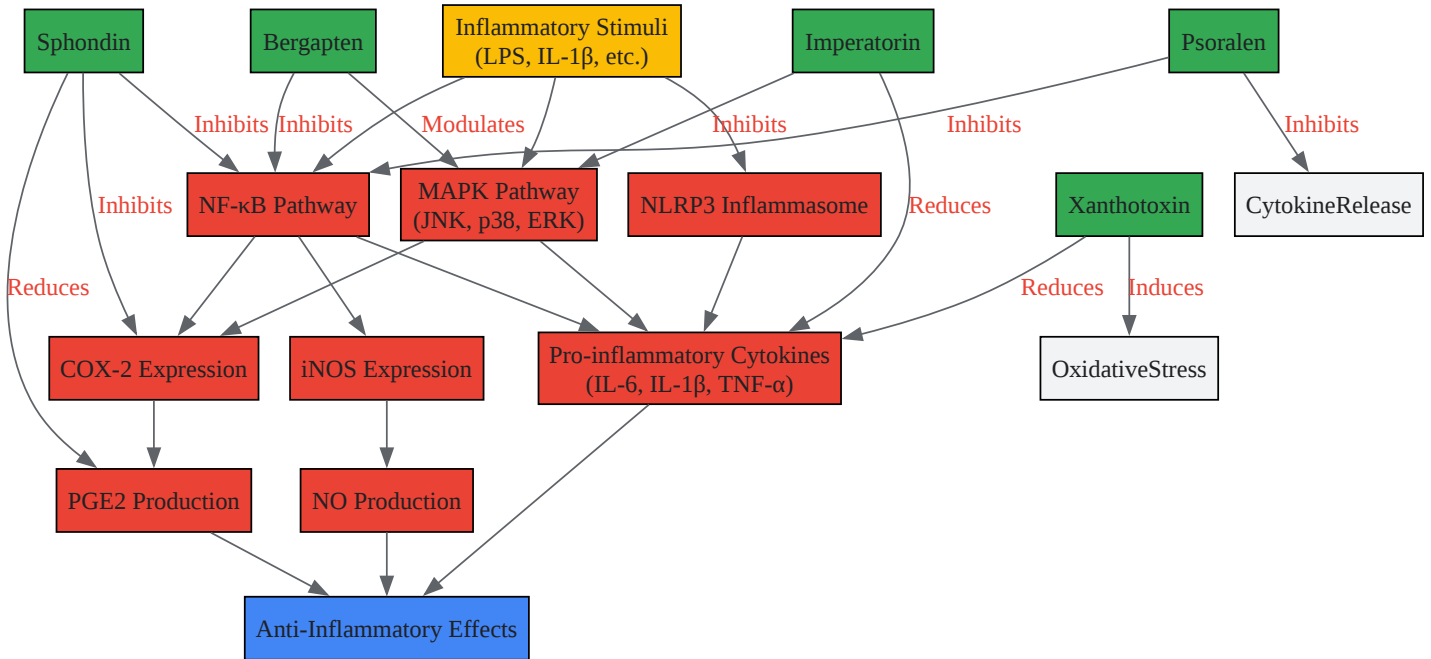 Sphondin
Bergapten
Inflammatory Stimuli
(LPS, IL-1β, etc.)
Imperatorin
Psoralen
Inhibits
Inhibits
Modulates
Inhibits
Inhibits
Inhibits
NF-κB Pathway
MAPK Pathway
(JNK, p38, ERK)
NLRP3 Inflammasome
Xanthotoxin
CytokineRelease
Inhibits
Reduces
Reduces
Reduces
Induces
COX-2 Expression
iNOS Expression
Pro-inflammatory Cytokines
(IL-6, IL-1β, TNF-α)
OxidativeStress
PGE2 Production
NO Production
Anti-Inflammatory Effects